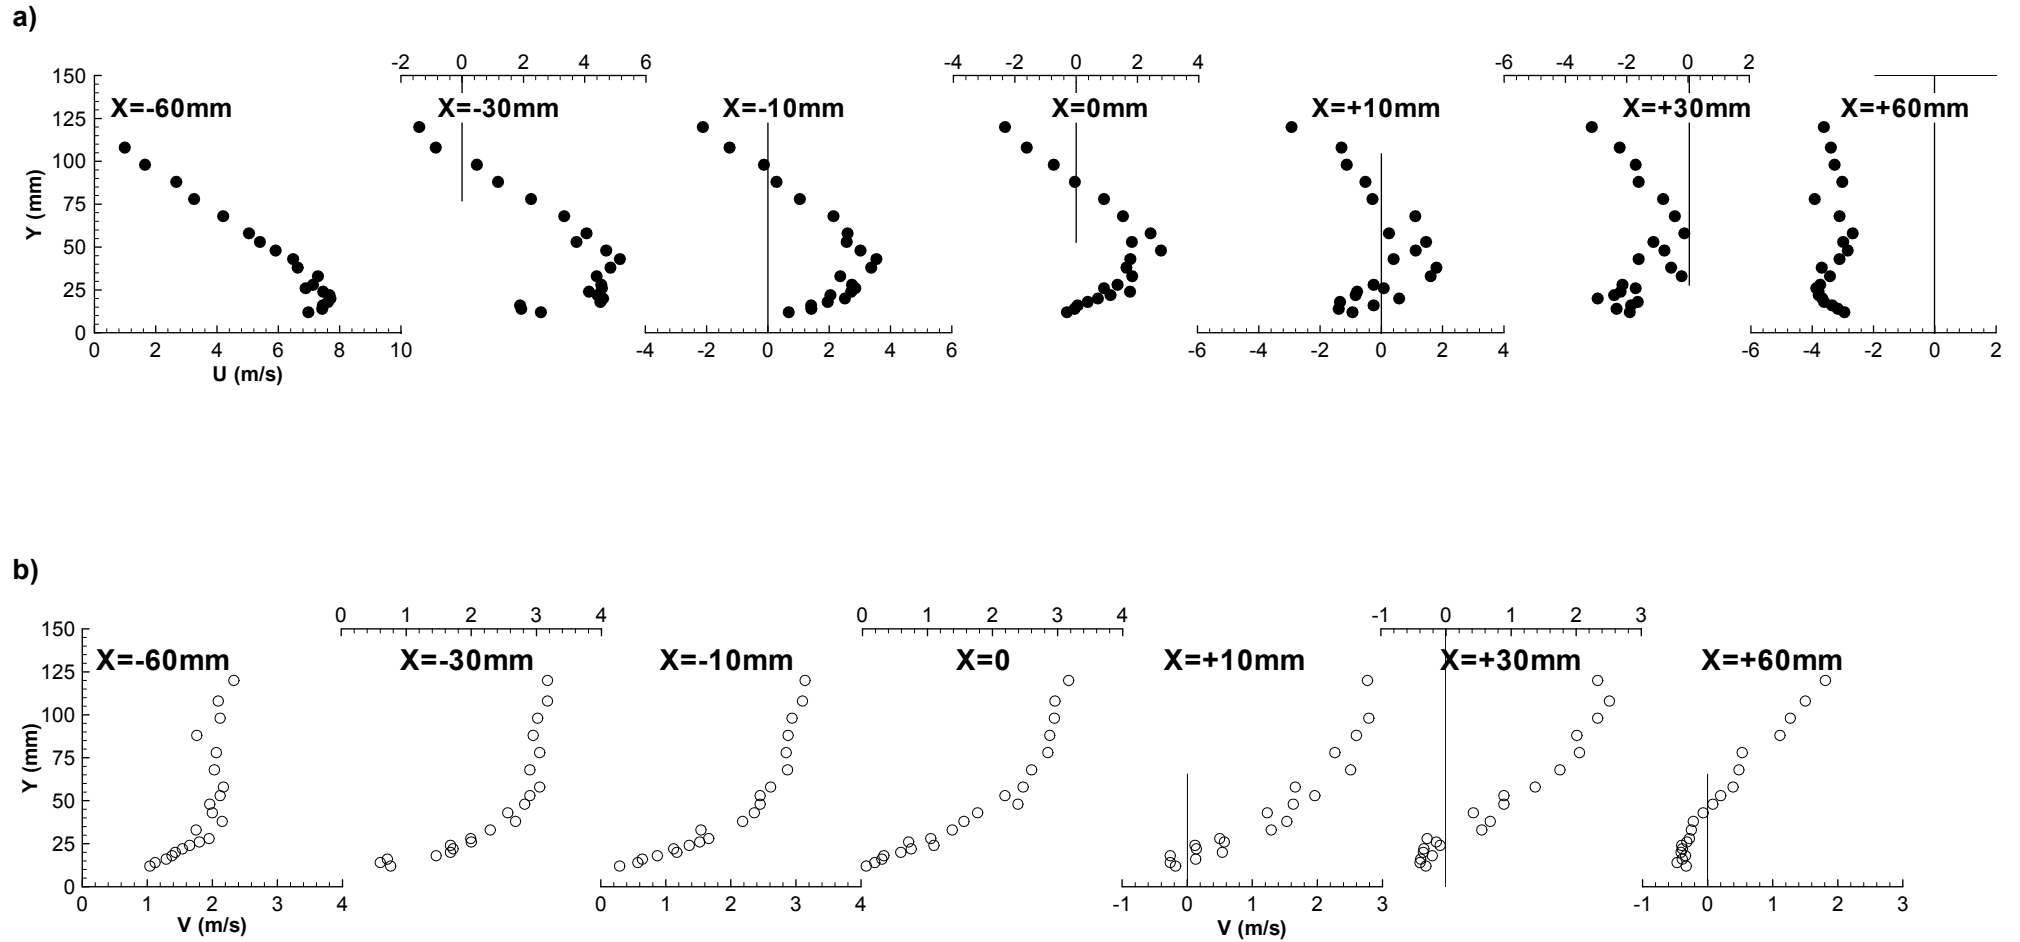 a)
-2 0 2 4 6 -4 -2 0 2 4 -6 -4 -2 0 2
150
X=-60mm X=-30mm X=-10mm X=0mm X=+10mm X=+30mm X=+60mm
125
100
75
50
25
0
Y (mm)
0 2 4 6 8 10 -4 -2 0 2 4 6 -6 -4 -2 0 2 4 -6 -4 -2 0 2
U (m/s)
b)
0 1 2 3 4 0 1 2 3 4 -1 0 1 2 3
150
X=-60mm X=-30mm X=-10mm X=0 X=+10mm X=+30mm X=+60mm
125
100
75
50
25
0
Y (mm)
0 1 2 3 4 0 1 2 3 4 -1 0 1 2 3 -1 0 1 2 3
V (m/s) V (m/s)